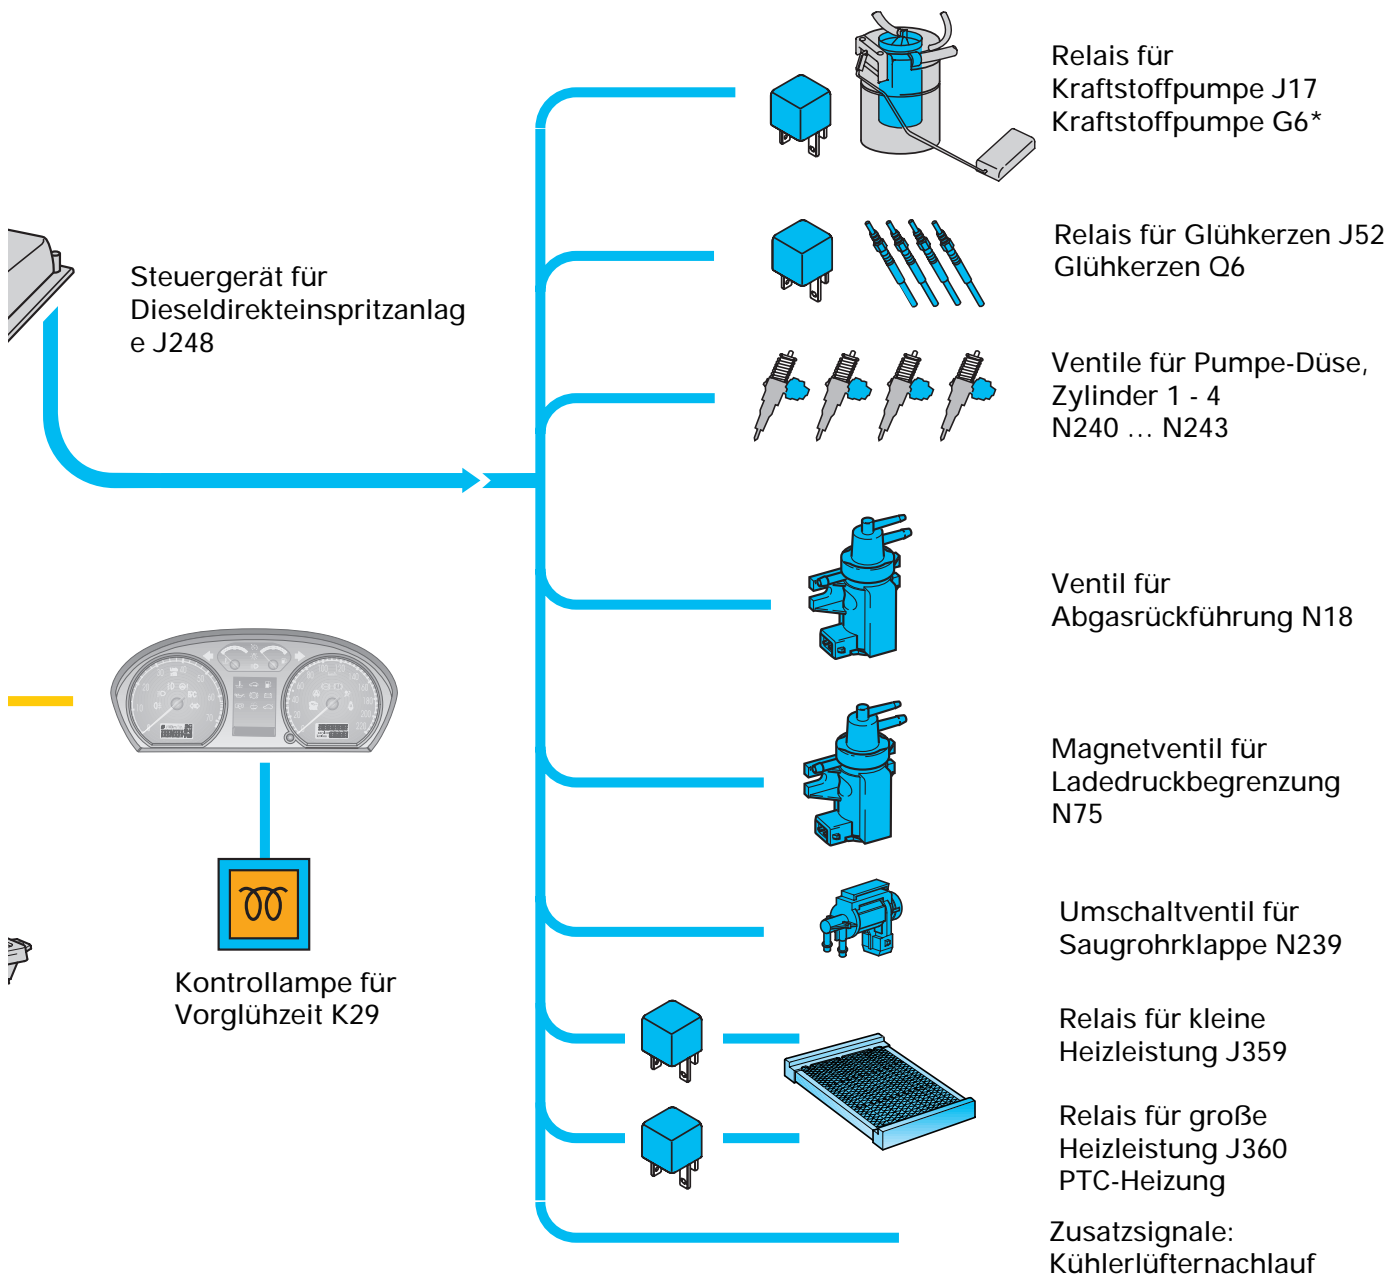 Relais für
Kraftstoffpumpe J17
Kraftstoffpumpe G6*
Relais für Glühkerzen J52
Glühkerzen Q6
Steuergerät für
Dieseldirekteinspritzanlag
e J248
Ventile für Pumpe-Düse,
Zylinder 1 - 4
N240 … N243
Ventil für
Abgasrückführung N18
Magnetventil für
Ladedruckbegrenzung
N75
Umschaltventil für
Saugrohrklappe N239
Kontrollampe für
Vorglühzeit K29
Relais für kleine
Heizleistung J359
Relais für große
Heizleistung J360
PTC-Heizung
Zusatzsignale:
Kühlerlüfternachlauf